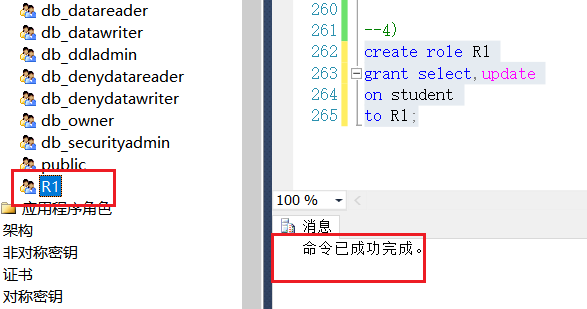 db_datareader
db_datawriter
db_ddladmin
db_denydatareader
db_denydatawriter
db_owner
db_securityadmin
public
R1
应用程序角色
架构
非对称密钥
证书
对称密钥
260
261 --4)
262 create role R1
263 grant select,update
264 on student
265 to R1;
100 %
消息
命令已成功完成。